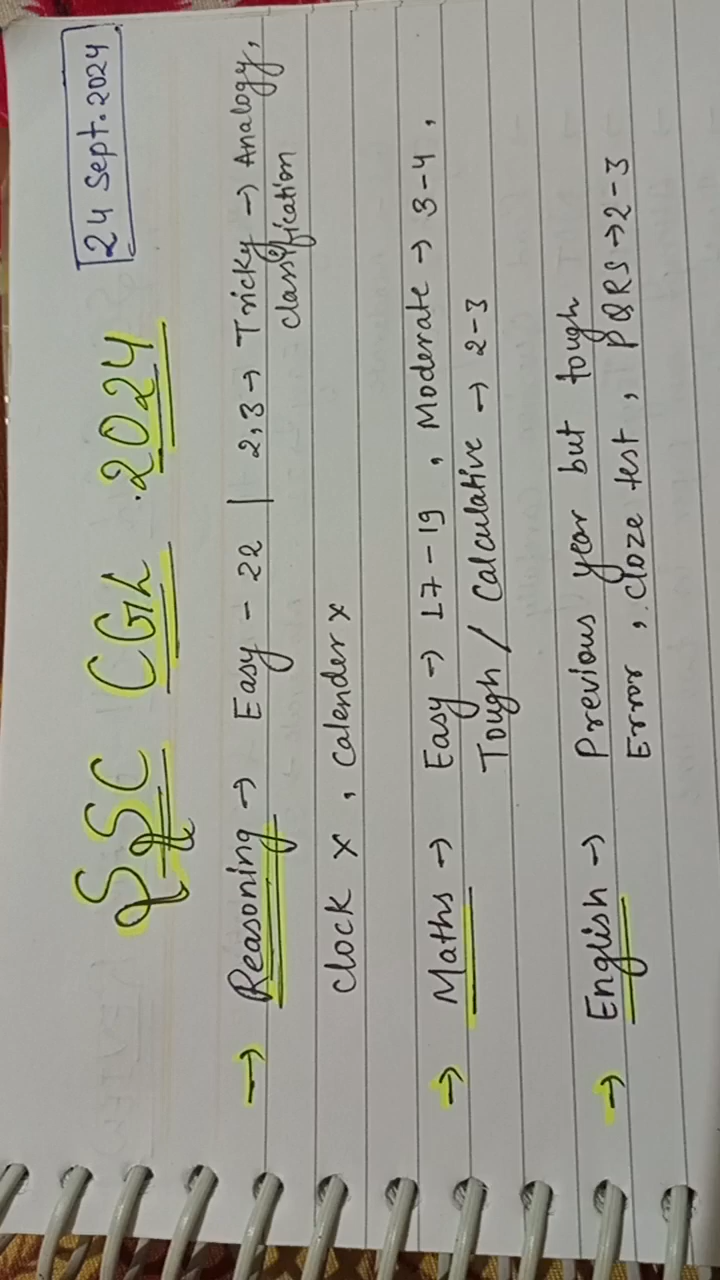 24 Sept. 2024
SSC CGL 2024
→ Reasoning → Easy - 22 | 2,3 → Tricky → Analogy,
classification
clock x, calender x
→ Maths → Easy → 17-19, Moderate → 3-4,
Tough / Calculative → 2-3
→ English → Previous year but tough
Error, cloze test, PQRS → 2-3